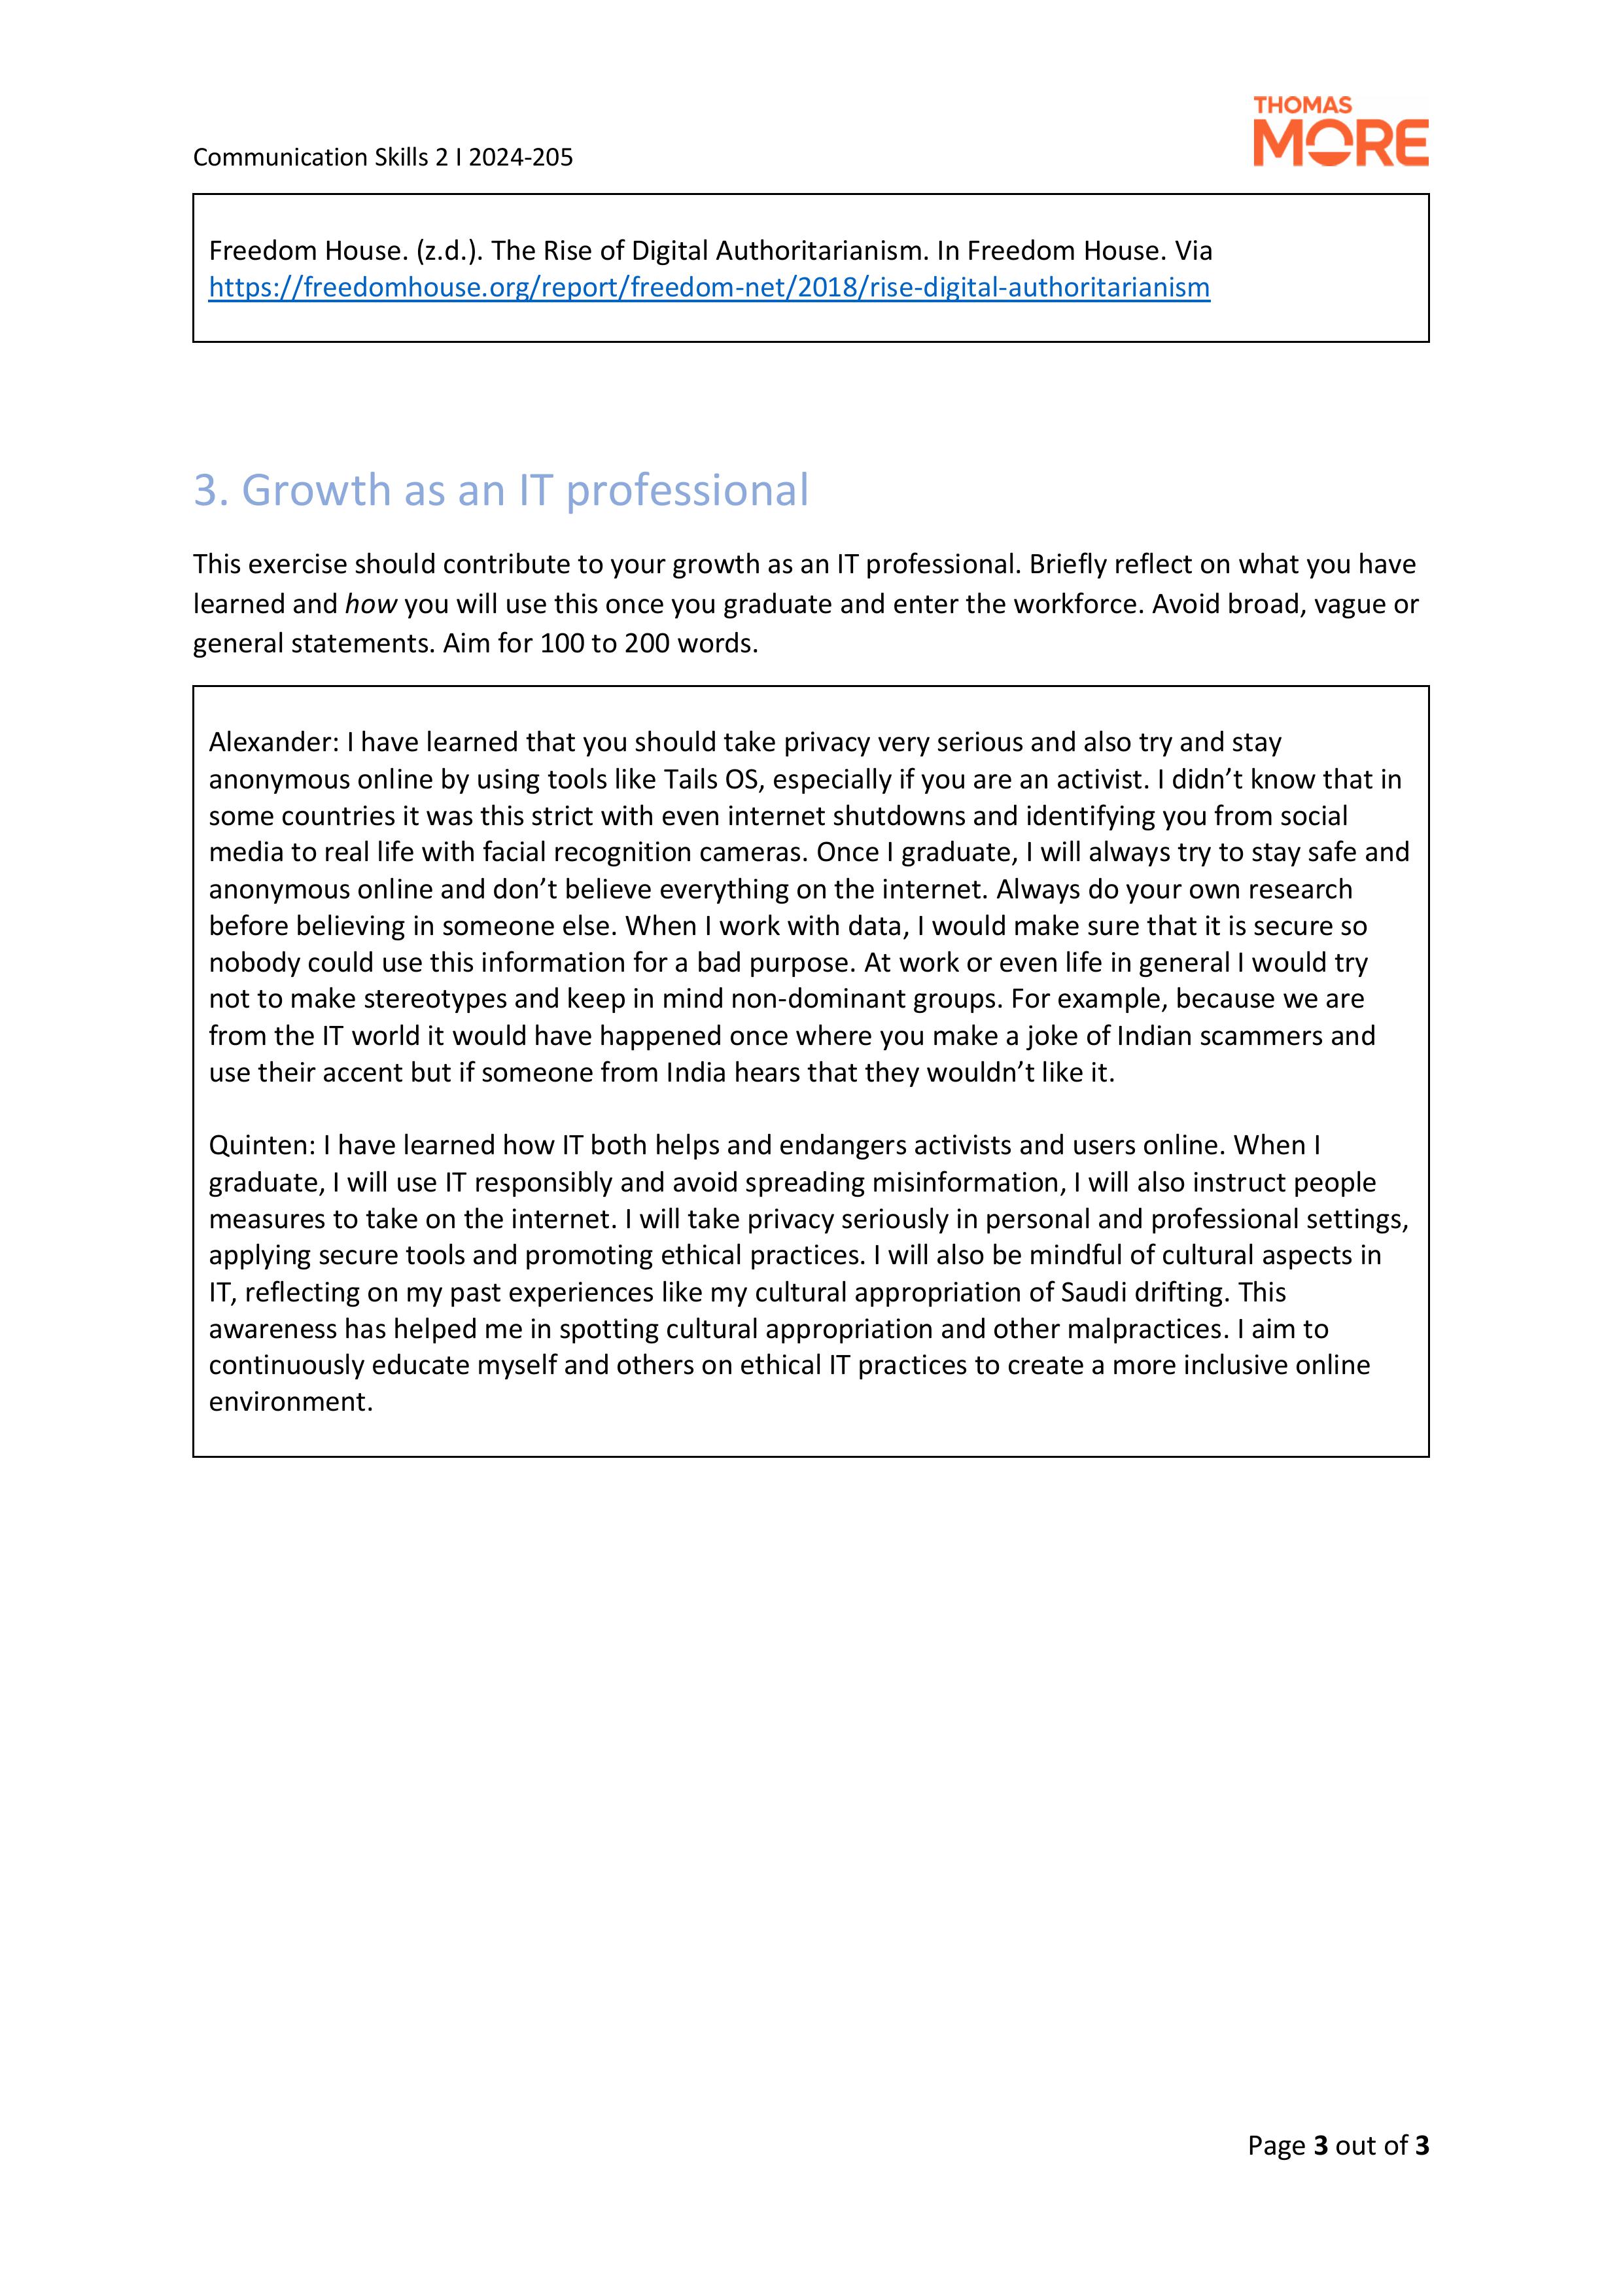 THOMAS
MORE
Communication Skills 2 I 2024-205
Freedom House. (z.d.). The Rise of Digital Authoritarianism. In Freedom House. Via
https://freedomhouse.org/report/freedom-net/2018/rise-digital-authoritarianism
3. Growth as an IT professional
This exercise should contribute to your growth as an IT professional. Briefly reflect on what you have
learned and how you will use this once you graduate and enter the workforce. Avoid broad, vague or
general statements. Aim for 100 to 200 words.
Alexander: I have learned that you should take privacy very serious and also try and stay
anonymous online by using tools like Tails OS, especially if you are an activist. I didn’t know that in
some countries it was this strict with even internet shutdowns and identifying you from social
media to real life with facial recognition cameras. Once I graduate, I will always try to stay safe and
anonymous online and don’t believe everything on the internet. Always do your own research
before believing in someone else. When I work with data, I would make sure that it is secure so
nobody could use this information for a bad purpose. At work or even life in general I would try
not to make stereotypes and keep in mind non-dominant groups. For example, because we are
from the IT world it would have happened once where you make a joke of Indian scammers and
use their accent but if someone from India hears that they wouldn’t like it.
Quinten: I have learned how IT both helps and endangers activists and users online. When I
graduate, I will use IT responsibly and avoid spreading misinformation, I will also instruct people
measures to take on the internet. I will take privacy seriously in personal and professional settings,
applying secure tools and promoting ethical practices. I will also be mindful of cultural aspects in
IT, reflecting on my past experiences like my cultural appropriation of Saudi drifting. This
awareness has helped me in spotting cultural appropriation and other malpractices. I aim to
continuously educate myself and others on ethical IT practices to create a more inclusive online
environment.
Page 3 out of 3